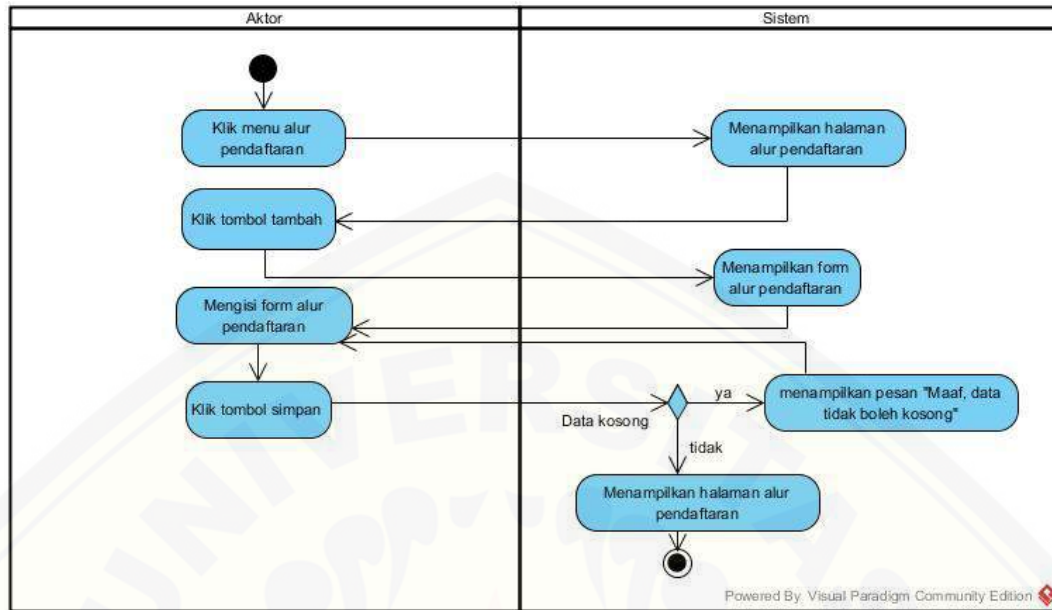 Aktor
Sistem
Klik menu alur
pendaftaran
Menampilkan halaman
alur pendaftaran
Klik tombol tambah
Menampilkan form
alur pendaftaran
Mengisi form alur
pendaftaran
Klik tombol simpan
Data kosong
ya
menampilkan pesan "Maaf, data
tidak boleh kosong"
tidak
Menampilkan halaman alur
pendaftaran
UNIVERSITA
Powered By Visual Paradigm Community Edition